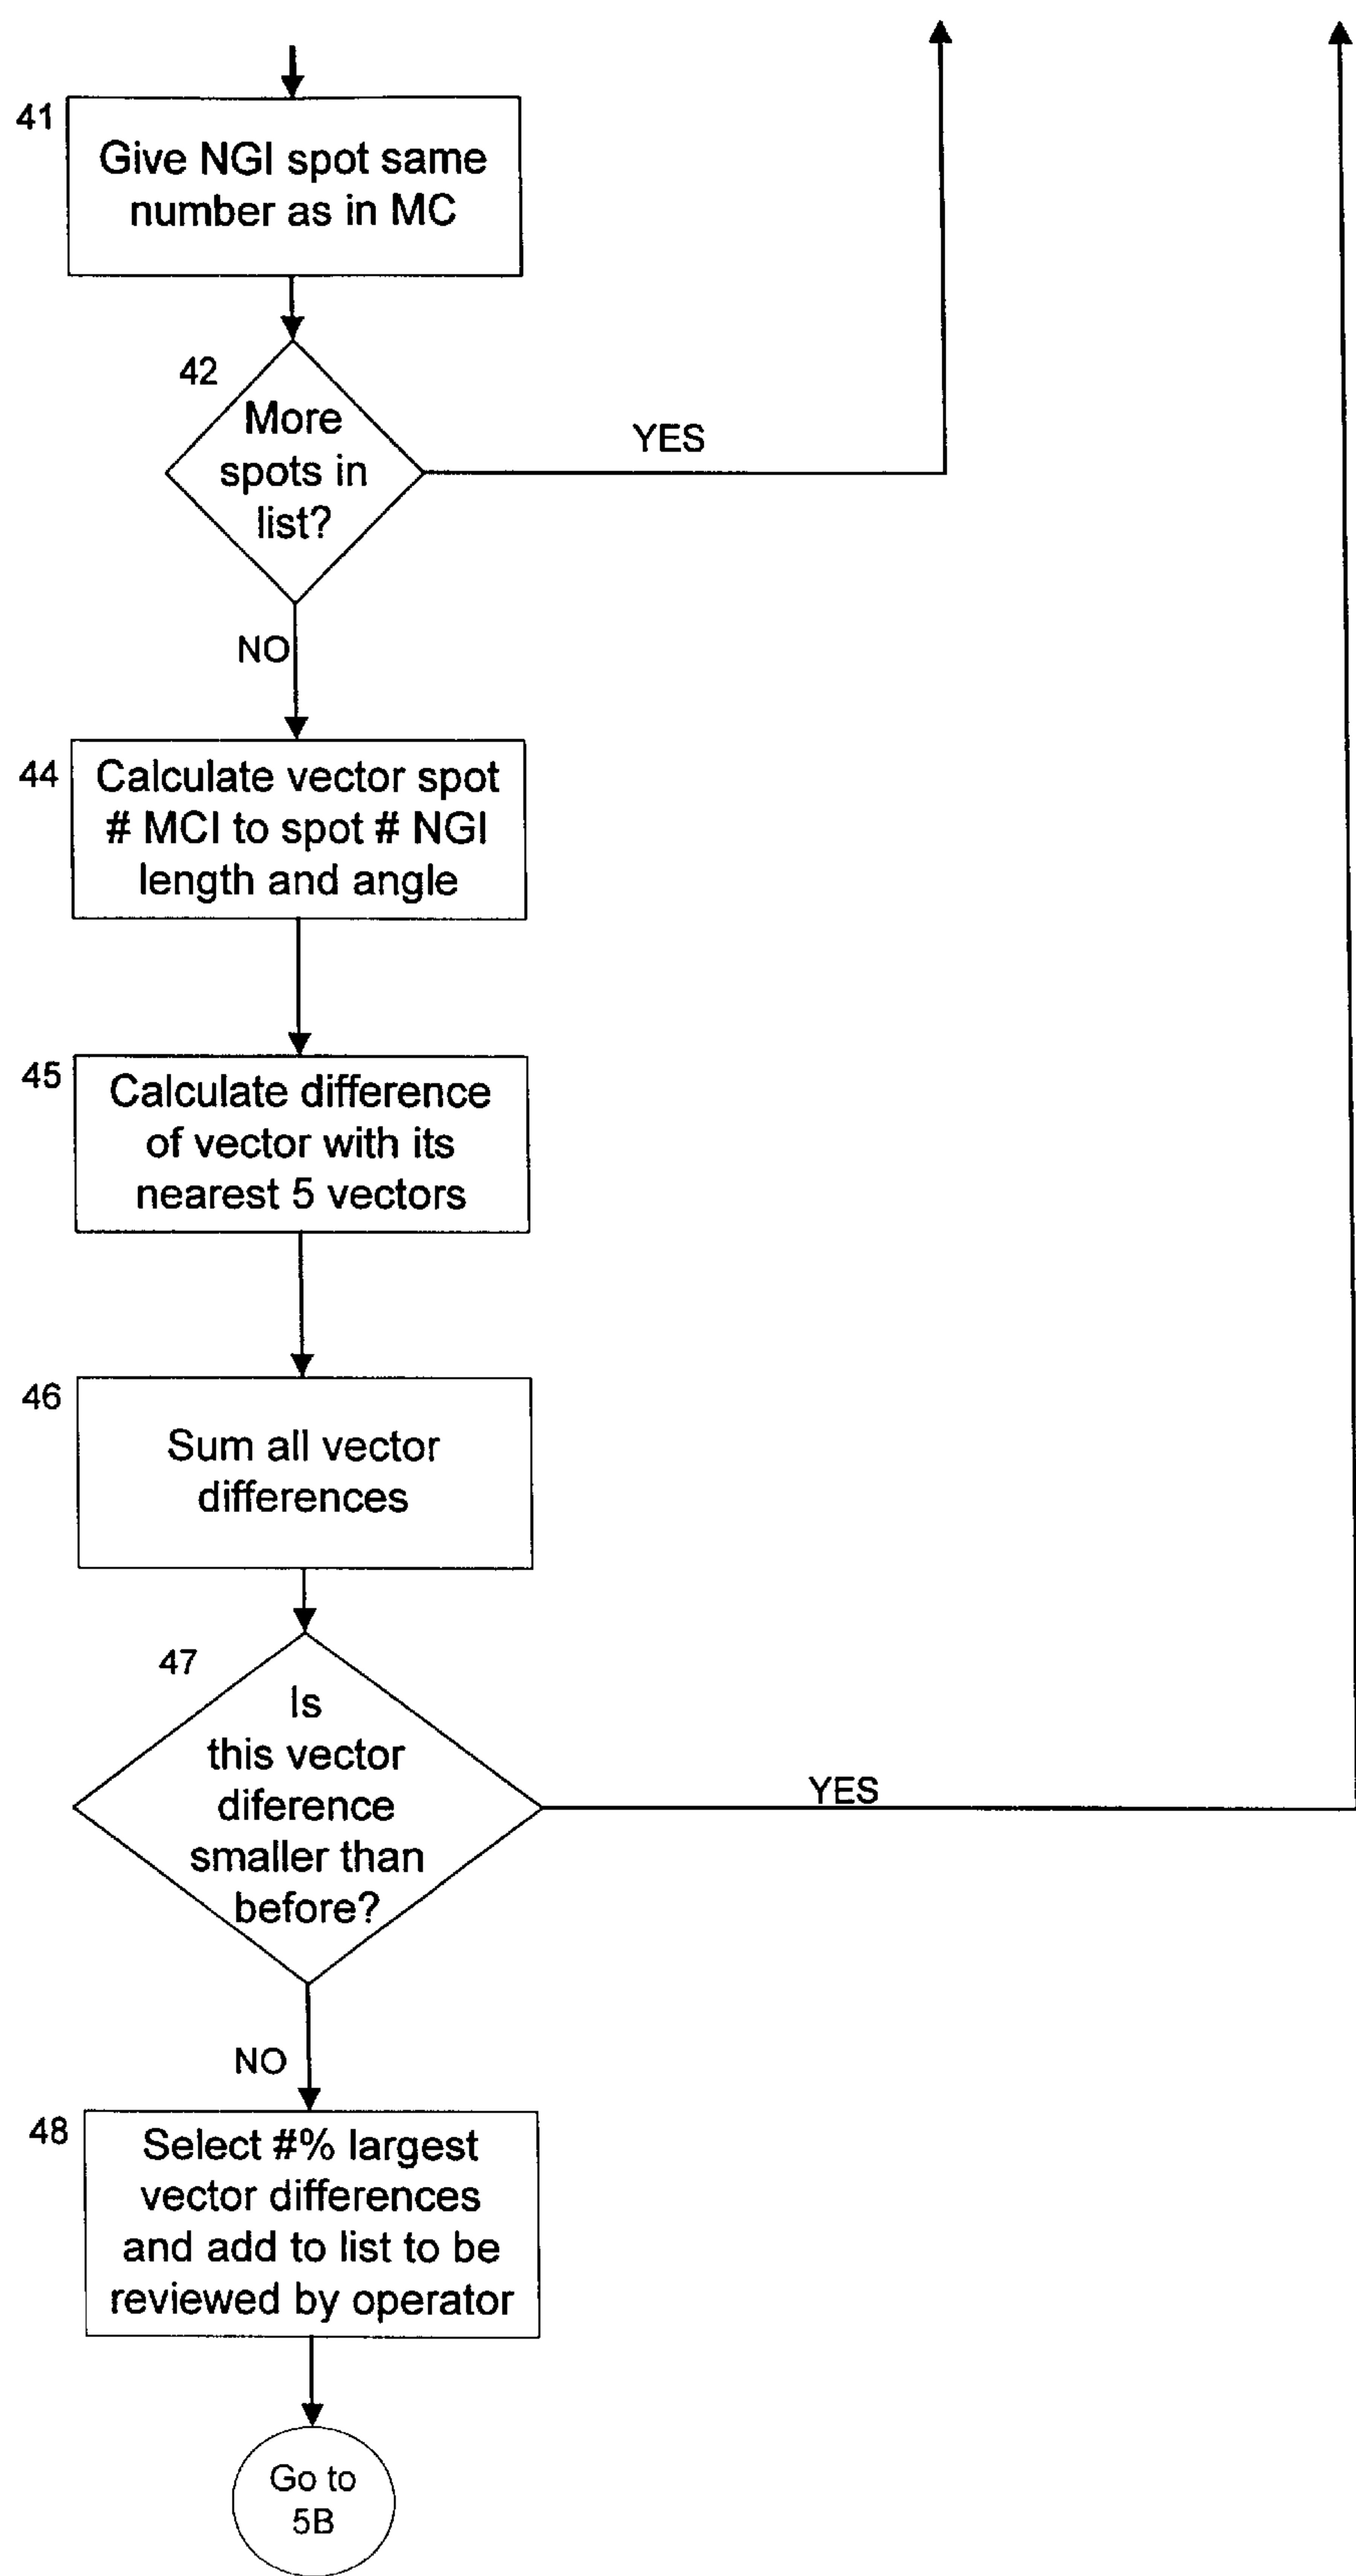 41
Give NGI spot same
number as in MC
42
More
spots in
list?
YES
NO
44
Calculate vector spot
# MCI to spot # NGI
length and angle
45
Calculate difference
of vector with its
nearest 5 vectors
46
Sum all vector
differences
47
Is
this vector
diference
smaller than
before?
YES
NO
48
Select #% largest
vector differences
and add to list to be
reviewed by operator
Go to
5B